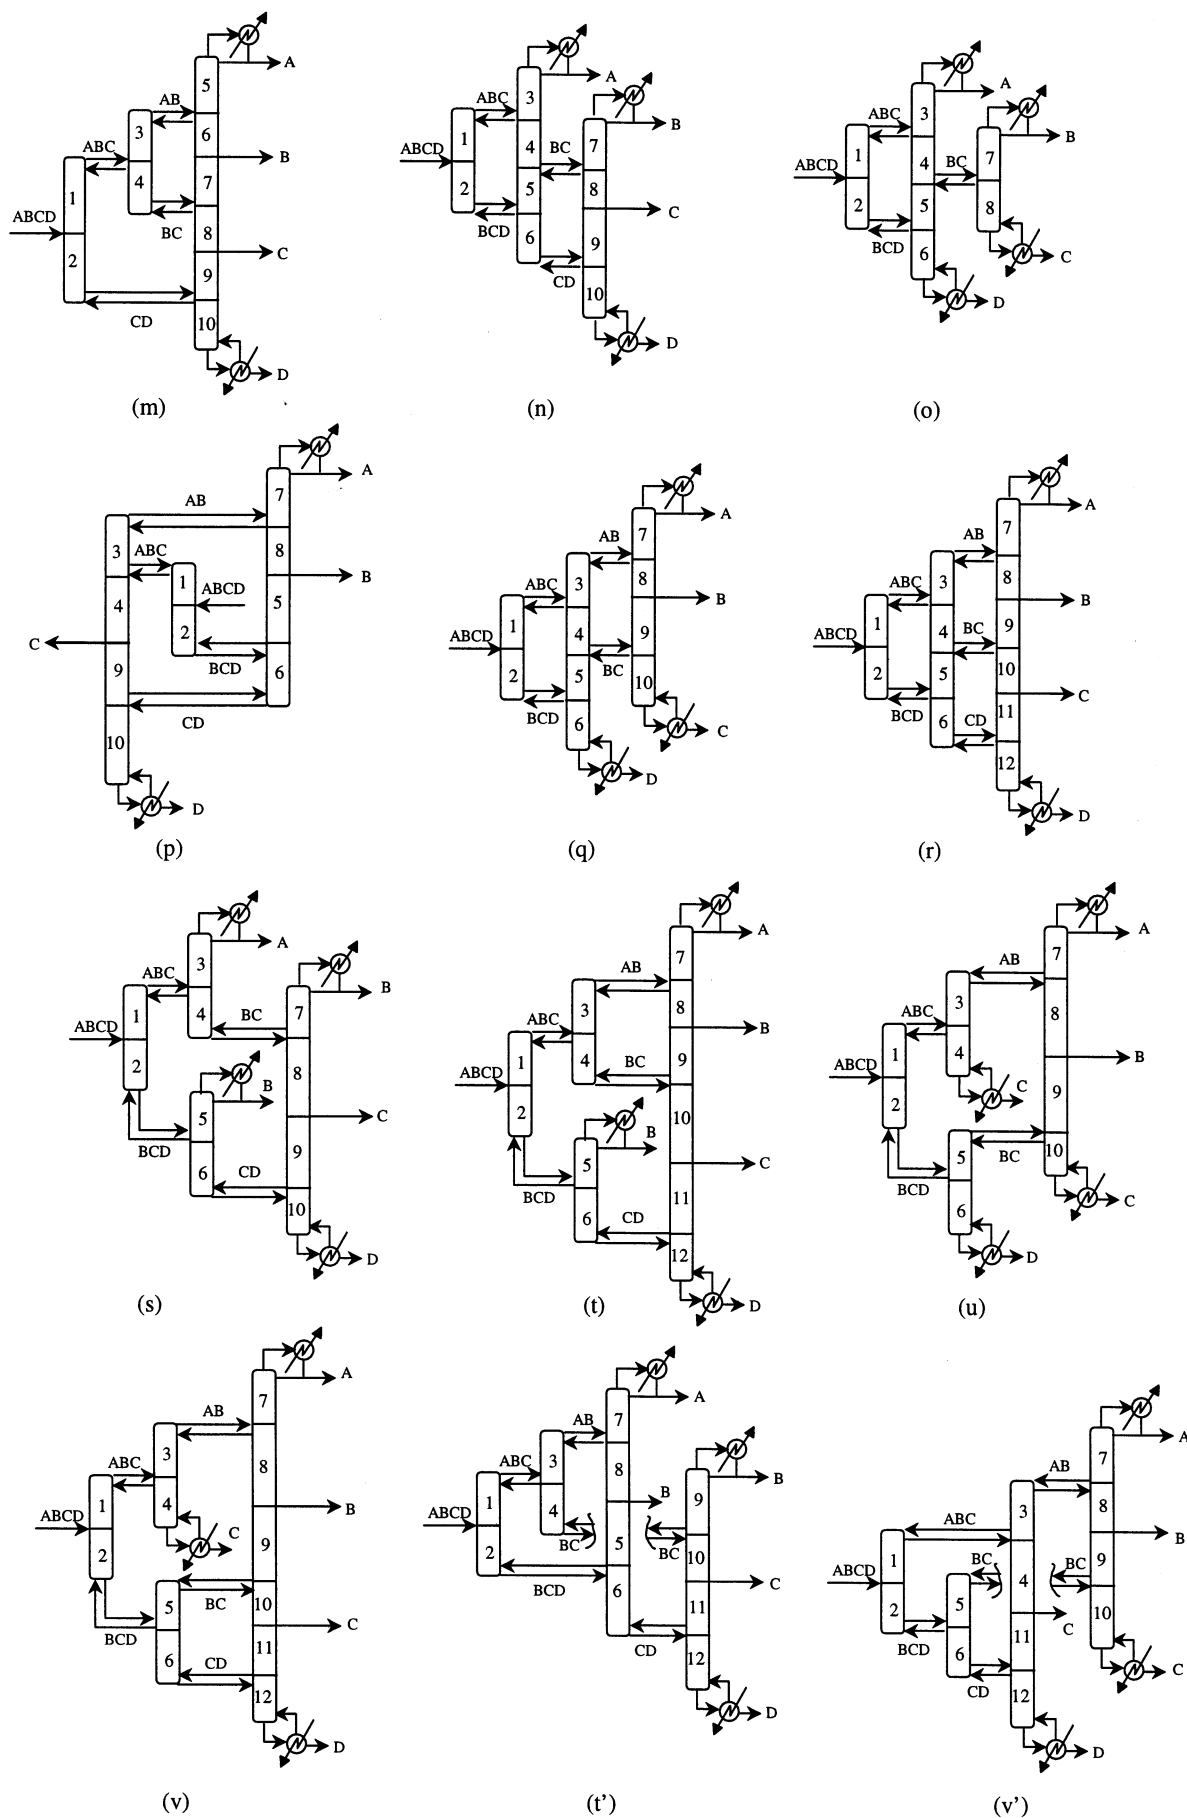 5 A
AB
3 6
ABC
B
1 4 7
ABCD
BC 8
2 C
9
CD 10
D
(m)
3 A
ABC
1 B
ABCD 4 BC 7
2 5 8
C
BCD 6 9
CD 10
D
(n)
A
3
ABC
1 B
ABCD 4 BC 7
2 5 8
BCD 6 C
D
(o)
A
7
AB
3 ABC 8
1 ABCD B
4 5
C 2
9 BCD 6
CD
10
D
(p)
A
7
AB
ABC 3 8
B
1 4 9
ABCD
2 5 BC 10
BCD 6 C
D
(q)
A
7
AB
ABC 3 8
B
1 4 BC 9
ABCD
2 5 10
C
BCD 6 CD 11
12
D
(r)
A
3
ABC B
1 4 BC 7
ABCD
2 B 8
5
C
BCD
6 CD 9
10
D
(s)
A
7
AB
3 8
ABC
B
1 4 BC 9
ABCD
2 B 10
5
BCD C
6 CD 11
12
D
(t)
A
7
AB
3 8
ABC
1 4 B
ABCD
2 C 9
5 BC 10
BCD C
6
D
(u)
A
7
AB
3 8
ABC
1 4 B
ABCD
2 C 9
5 BC 10
BCD C
6 CD 11
12
D
(v)
A
7
AB
3 8 B
ABC
1 B 9
ABCD 4
2 BC 5 BC 10
BCD 6 C
11
CD 12
D
(t’)
A
7
AB
3 8
ABC
1 B
ABCD BC 4 BC 9
2 5 10
C
BCD 6 11
C
CD 12
D
(v’)